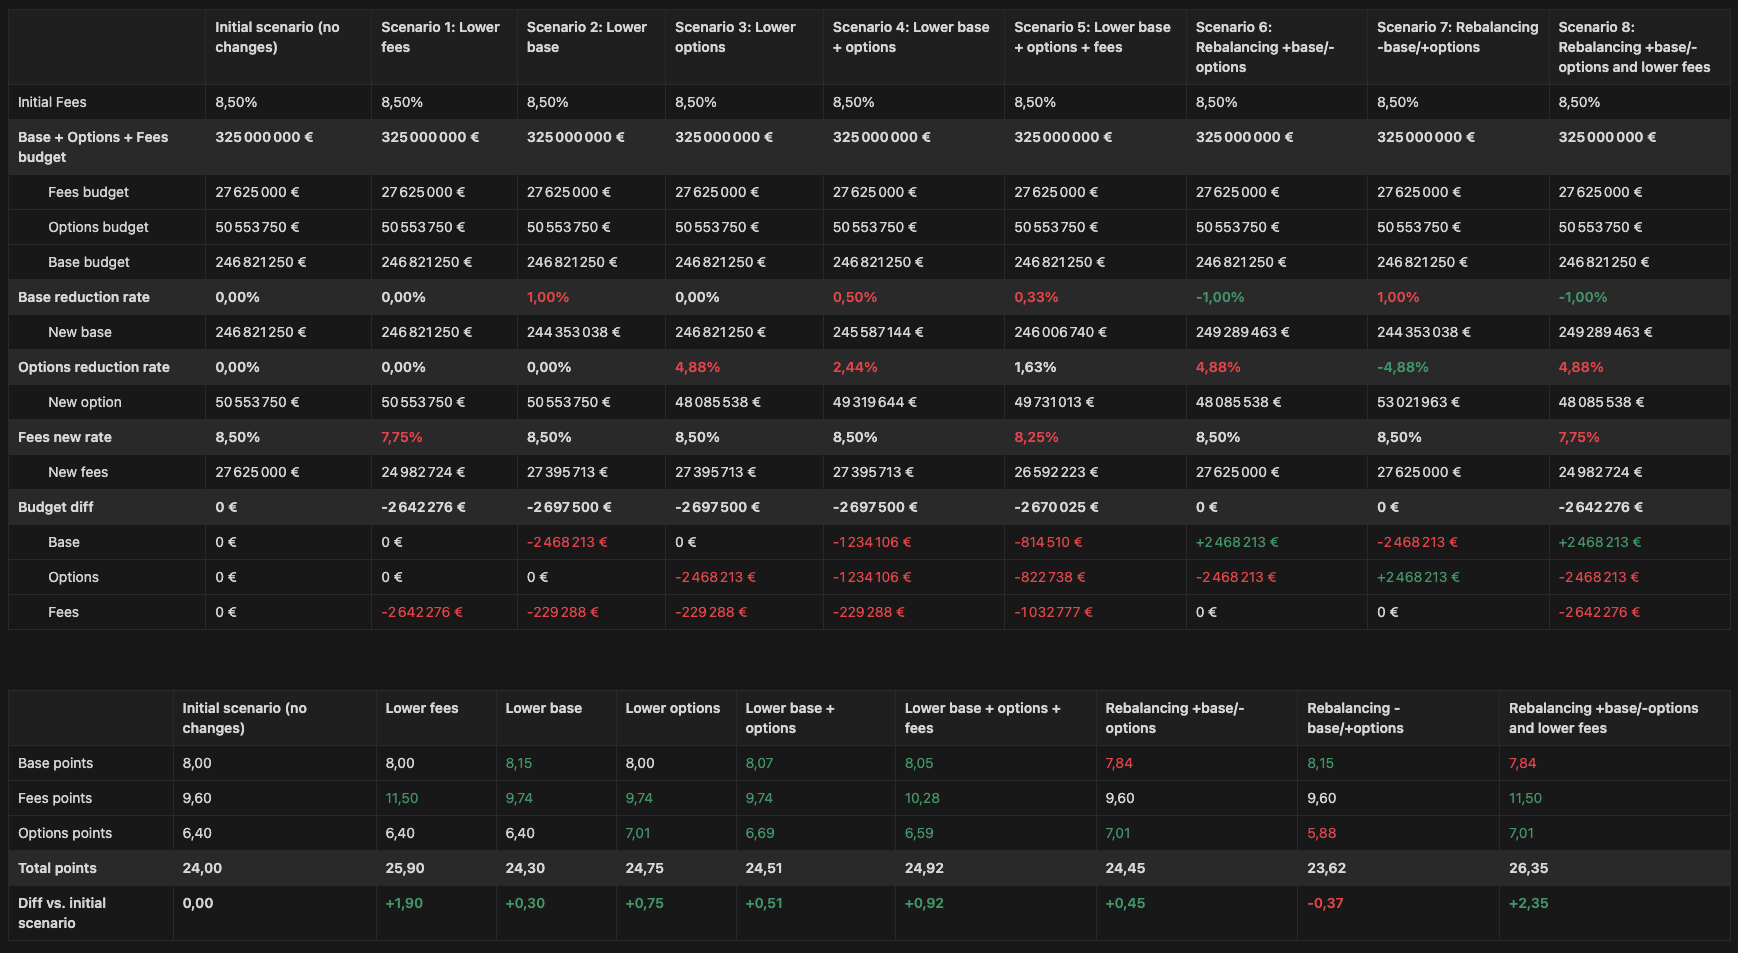 Initial scenario (no changes) Scenario 1: Lower fees Scenario 2: Lower base Scenario 3: Lower options Scenario 4: Lower base + options Scenario 5: Lower base + options + fees Scenario 6: Rebalancing +base/-options Scenario 7: Rebalancing -base/+options Scenario 8: Rebalancing +base/-options and lower fees
Initial Fees 8,50% 8,50% 8,50% 8,50% 8,50% 8,50% 8,50% 8,50% 8,50%
Base + Options + Fees budget 325 000 000 € 325 000 000 € 325 000 000 € 325 000 000 € 325 000 000 € 325 000 000 € 325 000 000 € 325 000 000 € 325 000 000 €
Fees budget 27 625 000 € 27 625 000 € 27 625 000 € 27 625 000 € 27 625 000 € 27 625 000 € 27 625 000 € 27 625 000 € 27 625 000 €
Options budget 50 553 750 € 50 553 750 € 50 553 750 € 50 553 750 € 50 553 750 € 50 553 750 € 50 553 750 € 50 553 750 € 50 553 750 €
Base budget 246 821 250 € 246 821 250 € 246 821 250 € 246 821 250 € 246 821 250 € 246 821 250 € 246 821 250 € 246 821 250 € 246 821 250 €
Base reduction rate 0,00% 0,00% 1,00% 0,00% 0,50% 0,33% -1,00% 1,00% -1,00%
New base 246 821 250 € 246 821 250 € 244 353 038 € 246 821 250 € 245 587 144 € 246 006 740 € 249 289 463 € 244 353 038 € 249 289 463 €
Options reduction rate 0,00% 0,00% 0,00% 4,88% 2,44% 1,63% 4,88% -4,88% 4,88%
New option 50 553 750 € 50 553 750 € 50 553 750 € 48 085 538 € 49 319 644 € 49 731 013 € 48 085 538 € 53 021 963 € 48 085 538 €
Fees new rate 8,50% 7,75% 8,50% 8,50% 8,50% 8,25% 8,50% 8,50% 7,75%
New fees 27 625 000 € 24 982 724 € 27 395 713 € 27 395 713 € 27 395 713 € 26 592 223 € 27 625 000 € 27 625 000 € 24 982 724 €
Budget diff 0 € -2 642 276 € -2 697 500 € -2 697 500 € -2 697 500 € -2 670 025 € 0 € 0 € -2 642 276 €
Base 0 € 0 € -2 468 213 € 0 € -1 234 106 € -814 510 € +2 468 213 € -2 468 213 € +2 468 213 €
Options 0 € 0 € 0 € -2 468 213 € -1 234 106 € -822 738 € -2 468 213 € +2 468 213 € -2 468 213 €
Fees 0 € -2 642 276 € -229 288 € -229 288 € -229 288 € -1 032 777 € 0 € 0 € -2 642 276 €
Initial scenario (no changes) Lower fees Lower base Lower options Lower base + options Lower base + options + fees Rebalancing +base/-options Rebalancing -base/+options Rebalancing +base/-options and lower fees
Base points 8,00 8,00 8,15 8,00 8,07 8,05 7,84 8,15 7,84
Fees points 9,60 11,50 9,74 9,74 9,74 10,28 9,60 9,60 11,50
Options points 6,40 6,40 6,40 7,01 6,69 6,59 7,01 5,88 7,01
Total points 24,00 25,90 24,30 24,75 24,51 24,92 24,45 23,62 26,35
Diff vs. initial scenario 0,00 +1,90 +0,30 +0,75 +0,51 +0,92 +0,45 -0,37 +2,35